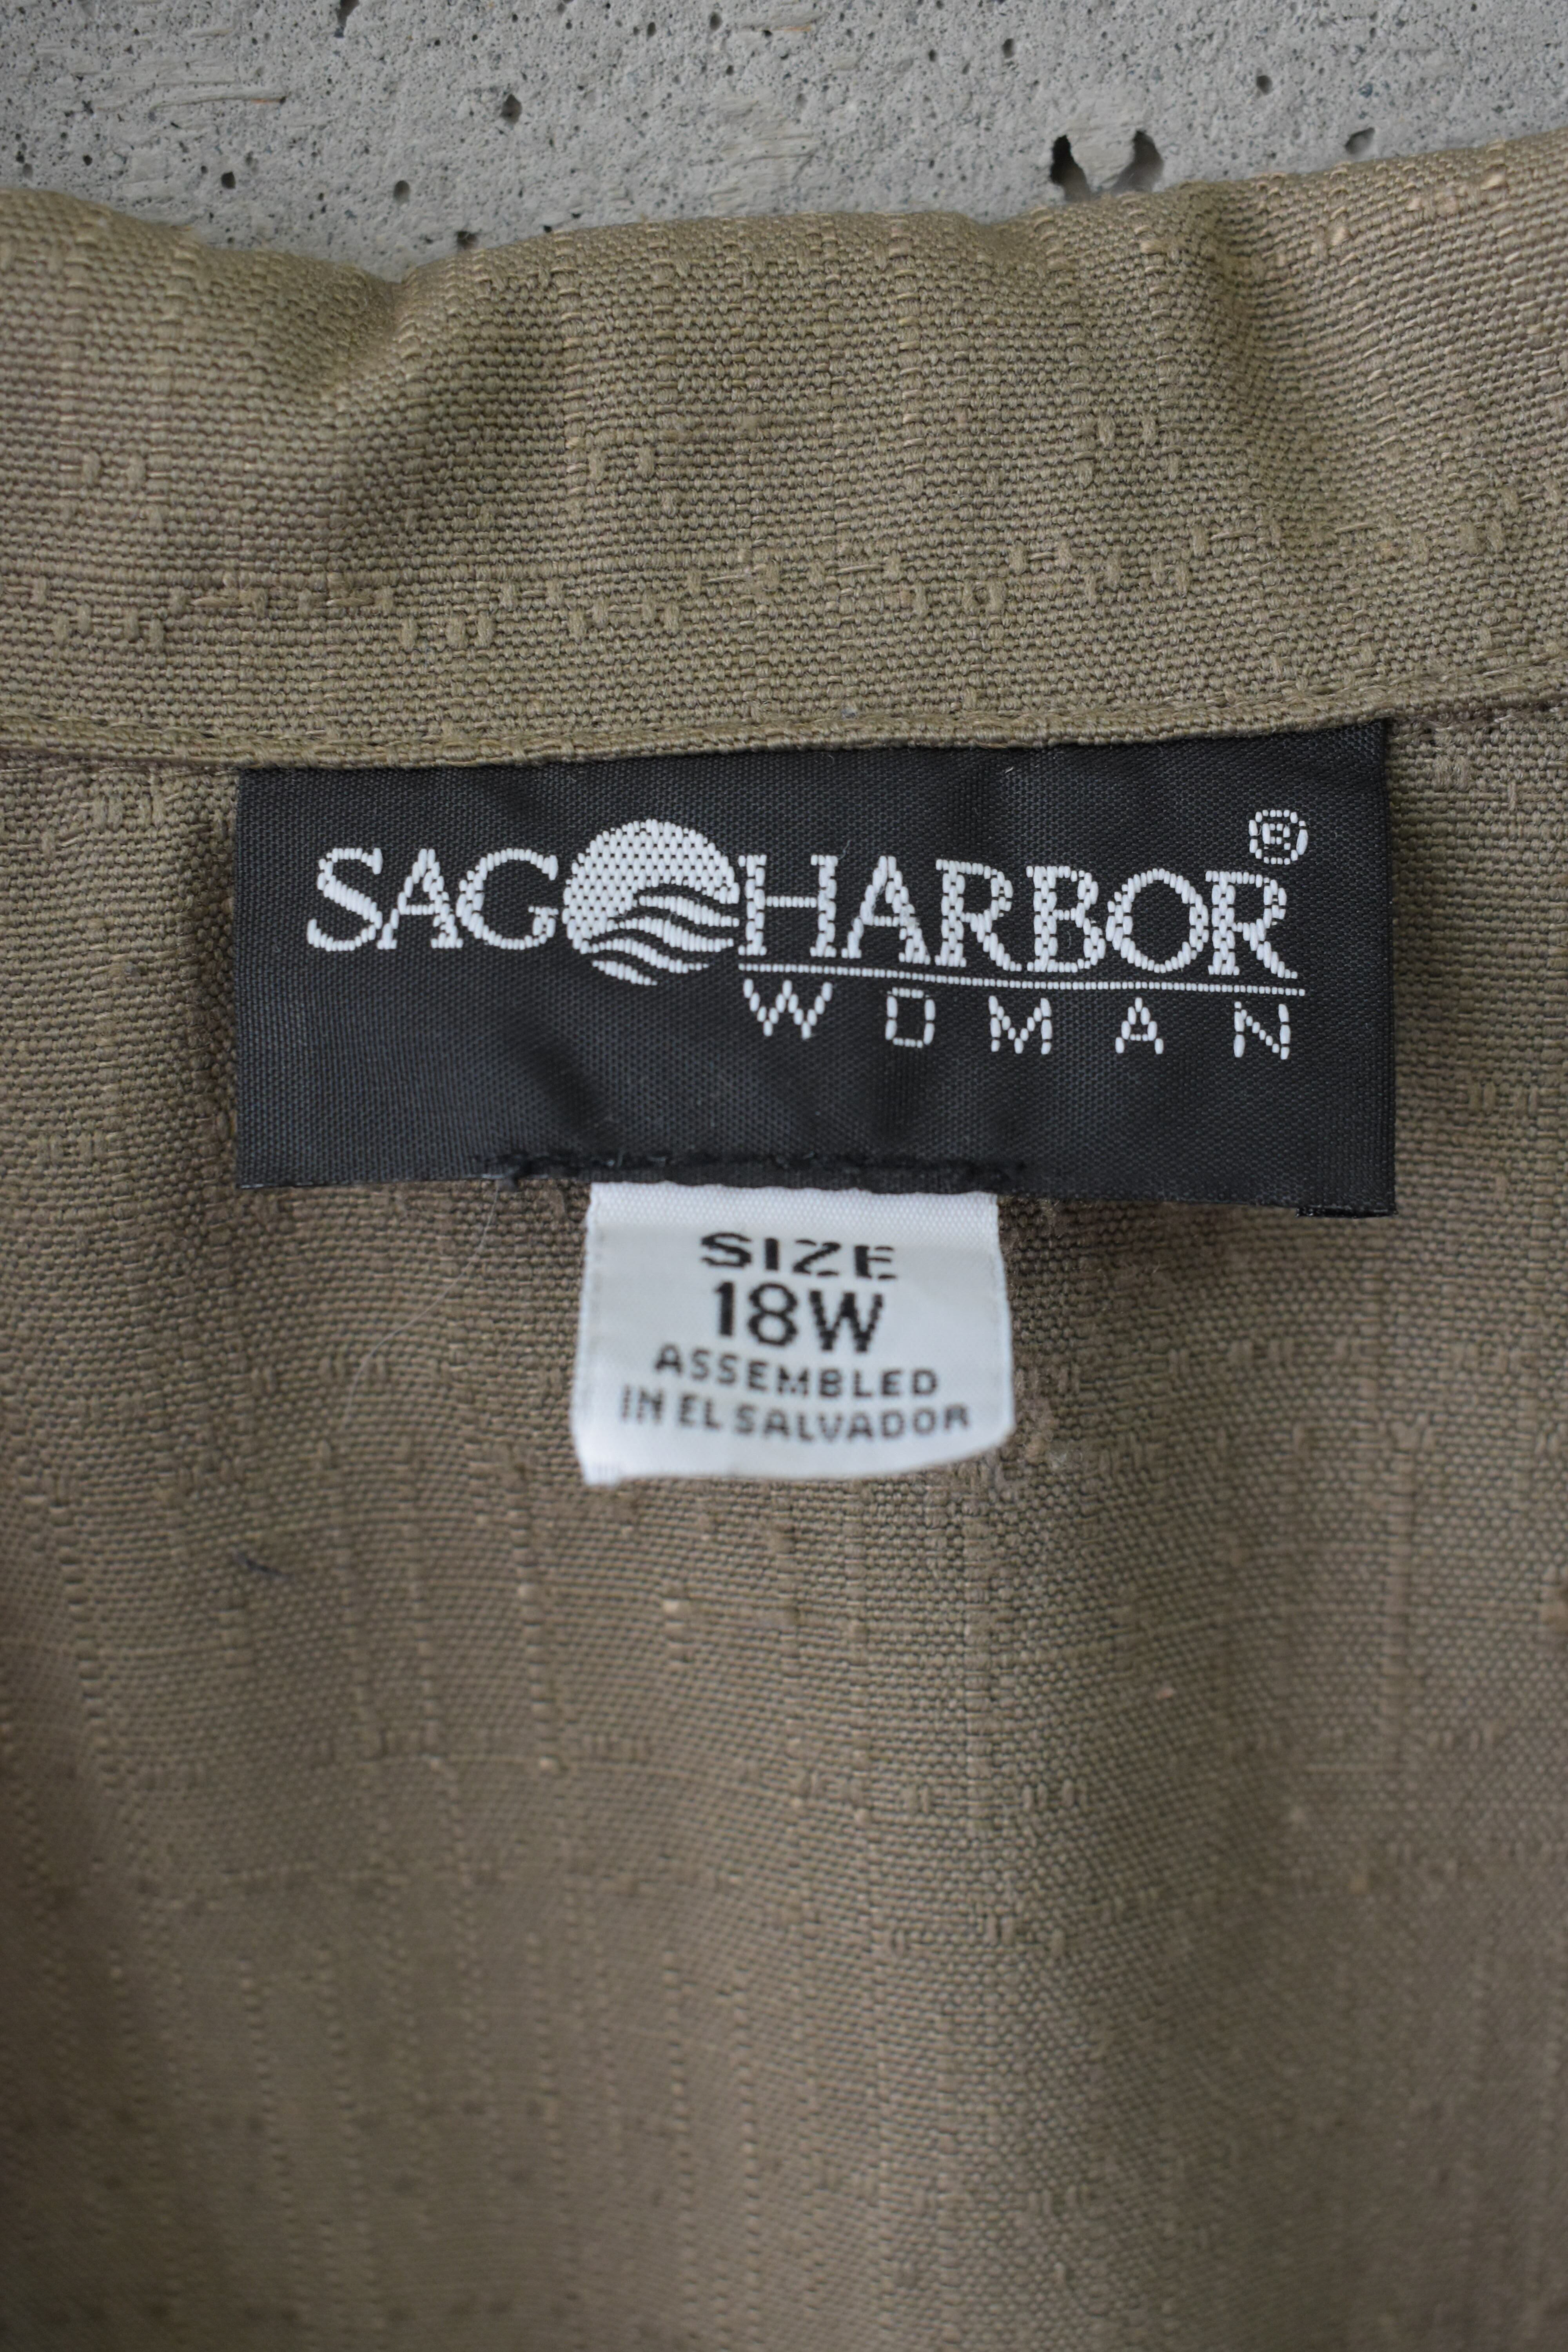 SAG HARBOR®
WOMAN
SIZE
18W
ASSEMBLED
IN EL SALVADOR